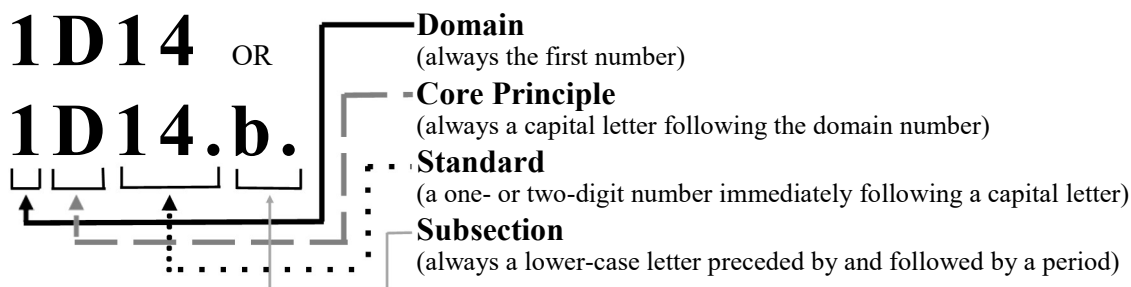 1D14 OR
1D14.b.
Domain
(always the first number)
Core Principle
(always a capital letter following the domain number)
Standard
(a one- or two-digit number immediately following a capital letter)
Subsection
(always a lower-case letter preceded by and followed by a period)